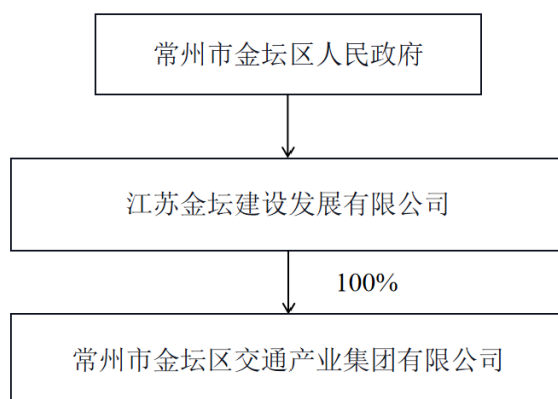 常州市金坛区人民政府
江苏金坛建设发展有限公司
100%
常州市金坛区交通产业集团有限公司